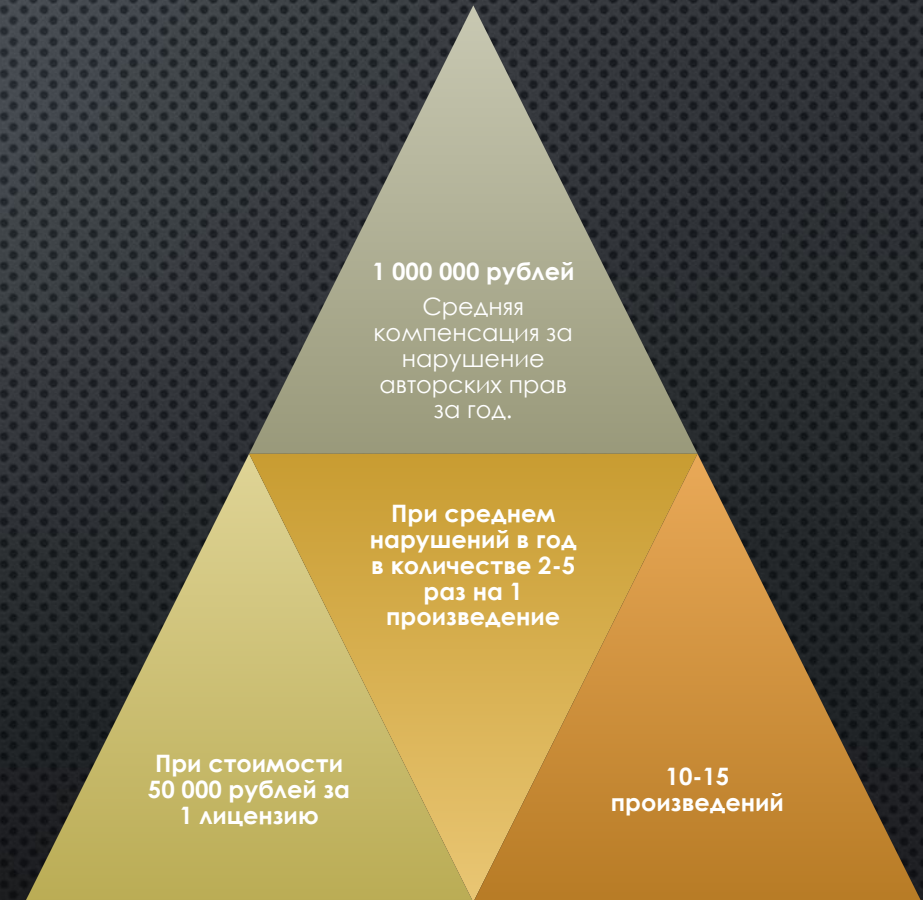 1 000 000 рублей
Средняя
компенсация за
нарушение
авторских прав
за год.
При среднем
нарушений в год
в количестве 2-5
раз на 1
произведение
При стоимости
50 000 рублей за
1 лицензию
10-15
произведений